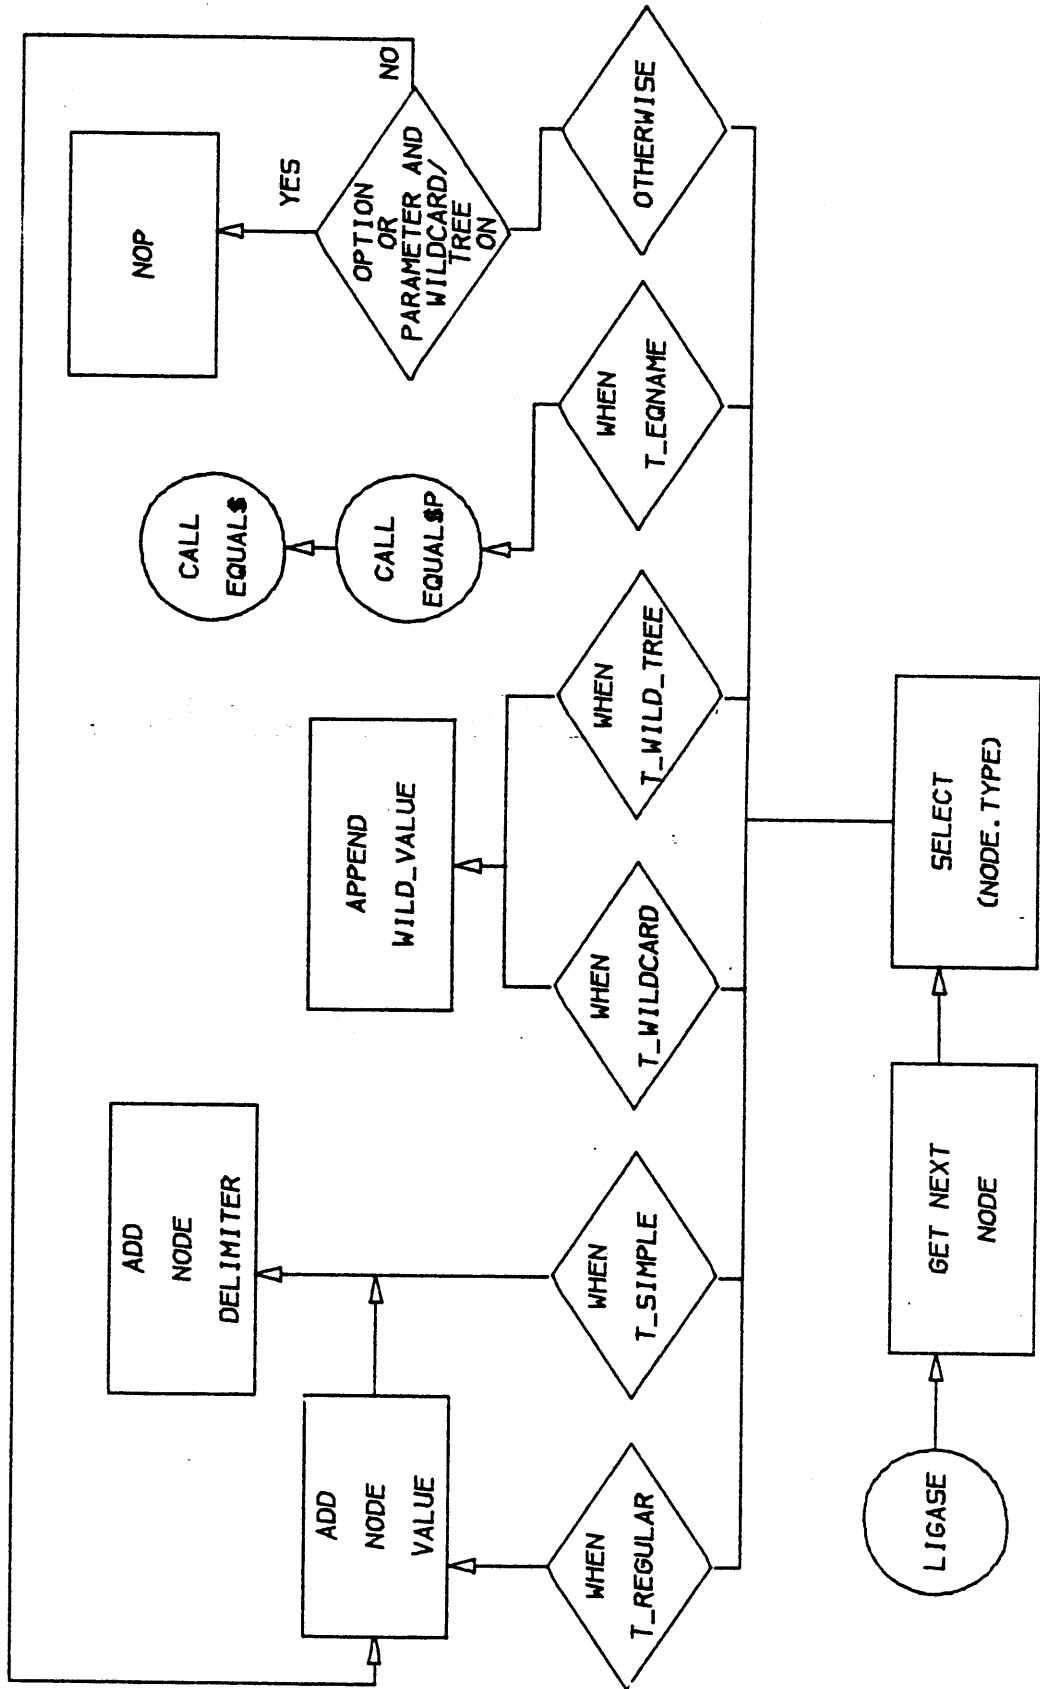 LIGASE
GET NEXT
NODE
SELECT
(NODE.TYPE)
WHEN
T_REGULAR
WHEN
T_SIMPLE
WHEN
T_WILDCARD
WHEN
T_WILD_TREE
WHEN
T_EQNAME
OTHERWISE
ADD
NODE
VALUE
ADD
NODE
DELIMITER
APPEND
WILD_VALUE
CALL
EQUAL$P
CALL
EQUAL$
OPTION
OR
PARAMETER AND
WILDCARD/
TREE
ON
YES
NO
NOP